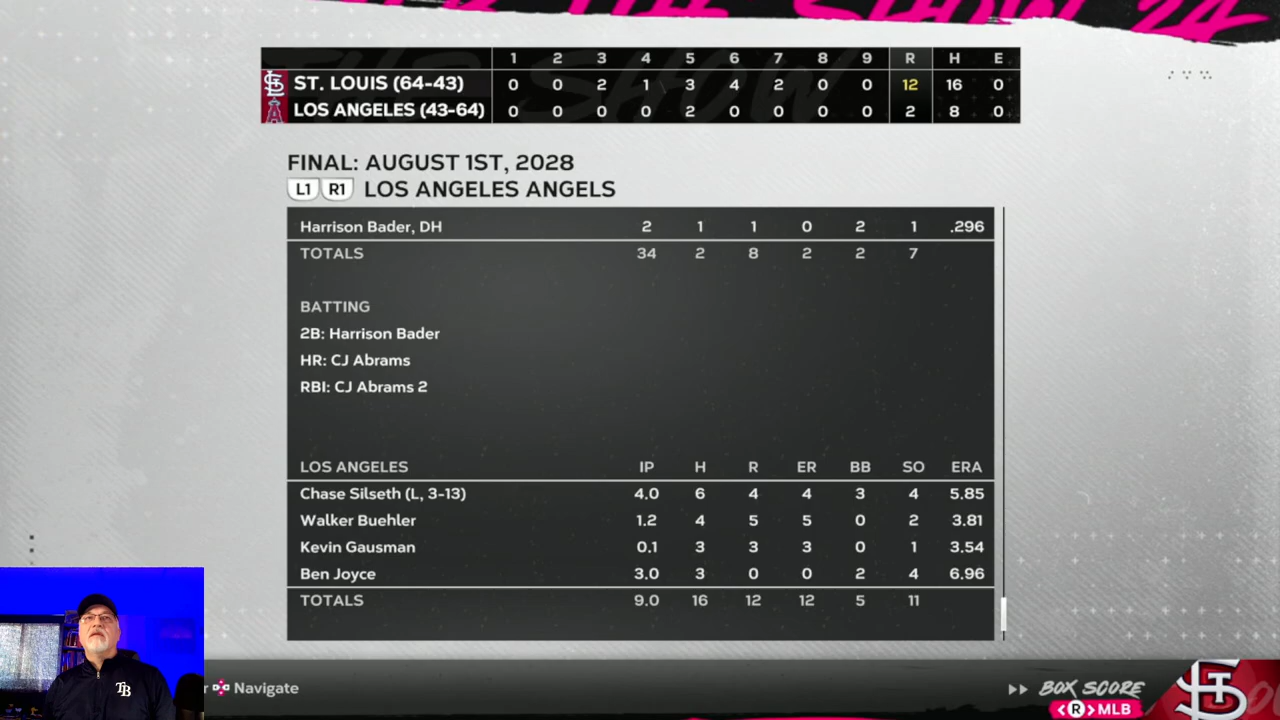 1 2 3 4 5 6 7 8 9 R H E
ST. LOUIS (64-43) 0 0 2 1 3 4 2 0 0 12 16 0
LOS ANGELES (43-64) 0 0 0 0 2 0 0 0 0 2 8 0
FINAL: AUGUST 1ST, 2028
L1 R1 LOS ANGELES ANGELS
Harrison Bader, DH 2 1 1 0 2 1 .296
TOTALS 34 2 8 2 2 7
BATTING
2B: Harrison Bader
HR: CJ Abrams
RBI: CJ Abrams 2
LOS ANGELES IP H R ER BB SO ERA
Chase Silseth (L, 3-13) 4.0 6 4 4 3 4 5.85
Walker Buehler 1.2 4 5 5 0 2 3.81
Kevin Gausman 0.1 3 3 3 0 1 3.54
Ben Joyce 3.0 3 0 0 2 4 6.96
TOTALS 9.0 16 12 12 5 11
TB
Navigate
BOX SCORE
R MLB